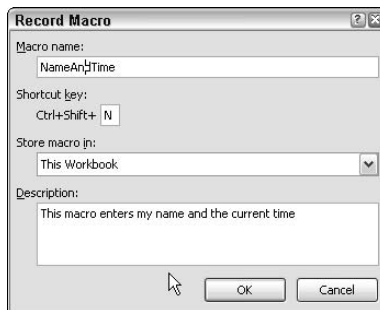 Record Macro
Macro name:
NameAndTime
Shortcut key:
Ctrl+Shift+ N
Store macro in:
This Workbook
Description:
This macro enters my name and the current time
OK Cancel